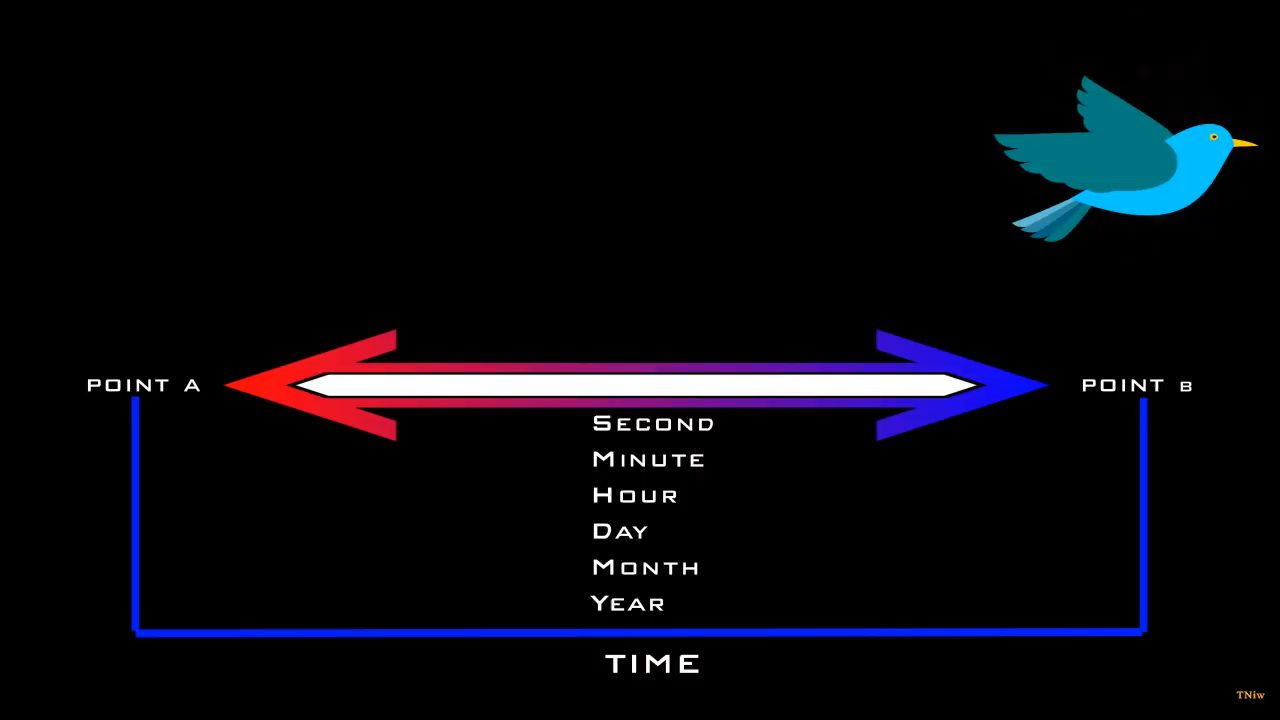 POINT A
POINT B
SECOND
MINUTE
HOUR
DAY
MONTH
YEAR
TIME
TNiw